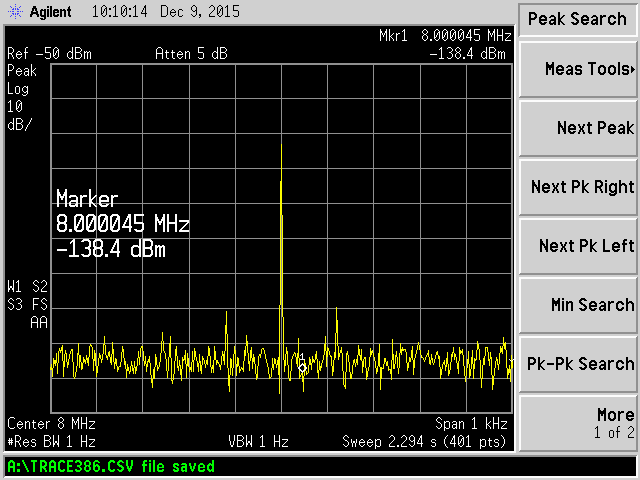 Agilent 10:10:14 Dec 9, 2015
Peak Search
Mkr1 8.000045 MHz
Ref -50 dBm Atten 5 dB -138.4 dBm
Peak
Log
10
dB/
Marker
8.000045 MHz
-138.4 dBm
W1 S2
S3 FS
AA
1
Center 8 MHz Span 1 kHz
#Res BW 1 Hz VBW 1 Hz Sweep 2.294 s (401 pts)
A:\TRACE386.CSV file saved
Meas Tools
Next Peak
Next Pk Right
Next Pk Left
Min Search
Pk-Pk Search
More
1 of 2